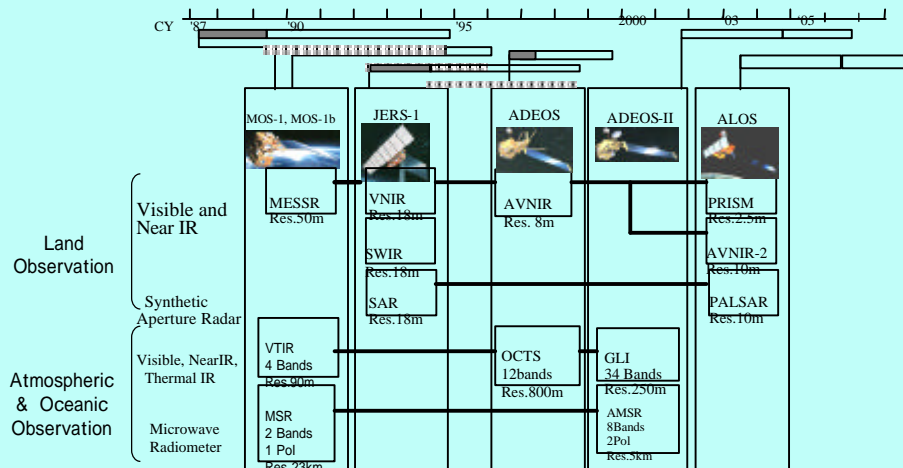 CY '87 '90 '95 2000 '03 '05
MOS-1, MOS-1b
JERS-1
ADEOS
ADEOS-II
ALOS
Land
Observation
Visible and
Near IR
MESSR
Res.50m
VNIR
Res.18m
AVNIR
Res. 8m
PRISM
Res.2.5m
SWIR
Res.18m
AVNIR-2
Res.10m
Synthetic
Aperture Radar
SAR
Res.18m
PALSAR
Res.10m
Atmospheric
& Oceanic
Observation
Visible, NearIR,
Thermal IR
VTIR
4 Bands
Res.90m
OCTS
12bands
Res.800m
GLI
34 Bands
Res.250m
Microwave
Radiometer
MSR
2 Bands
1 Pol
Res.23km
AMSR
8Bands
2Pol
Res.5km